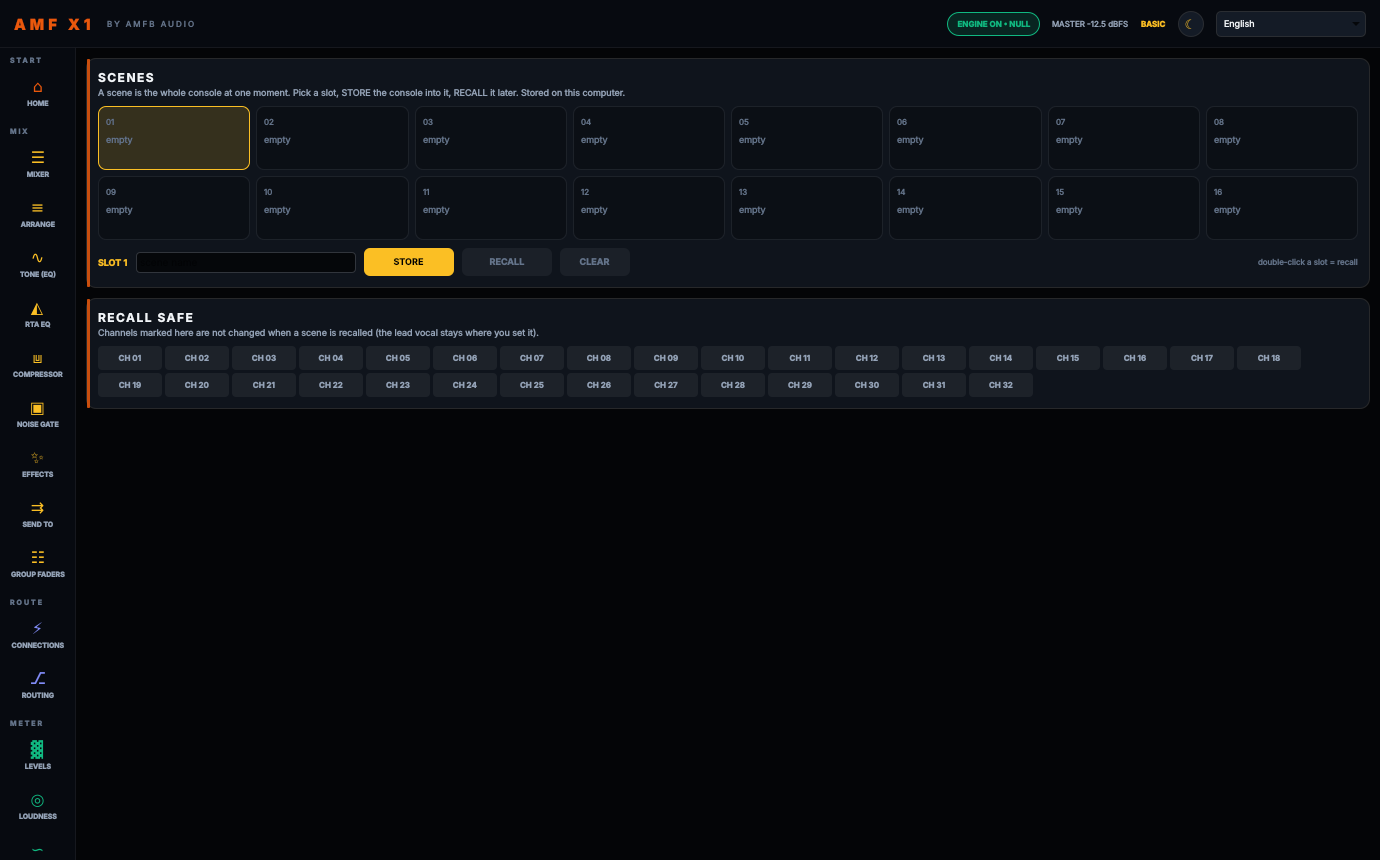 AMF X1 BY AMFB AUDIO ENGINE ON • NULL MASTER -12.5 dBFS BASIC English
START
HOME
MIX
MIXER
ARRANGE
TONE (EQ)
RTA EQ
COMPRESSOR
NOISE GATE
EFFECTS
SEND TO
GROUP FADERS
ROUTE
CONNECTIONS
ROUTING
METER
LEVELS
LOUDNESS
SCENES
A scene is the whole console at one moment. Pick a slot, STORE the console into it, RECALL it later. Stored on this computer.
01 02 03 04 05 06 07 08
empty empty empty empty empty empty empty empty
09 10 11 12 13 14 15 16
empty empty empty empty empty empty empty empty
SLOT 1 STORE RECALL CLEAR double-click a slot = recall
RECALL SAFE
Channels marked here are not changed when a scene is recalled (the lead vocal stays where you set it).
CH 01 CH 02 CH 03 CH 04 CH 05 CH 06 CH 07 CH 08 CH 09 CH 10 CH 11 CH 12 CH 13 CH 14 CH 15 CH 16 CH 17 CH 18
CH 19 CH 20 CH 21 CH 22 CH 23 CH 24 CH 25 CH 26 CH 27 CH 28 CH 29 CH 30 CH 31 CH 32